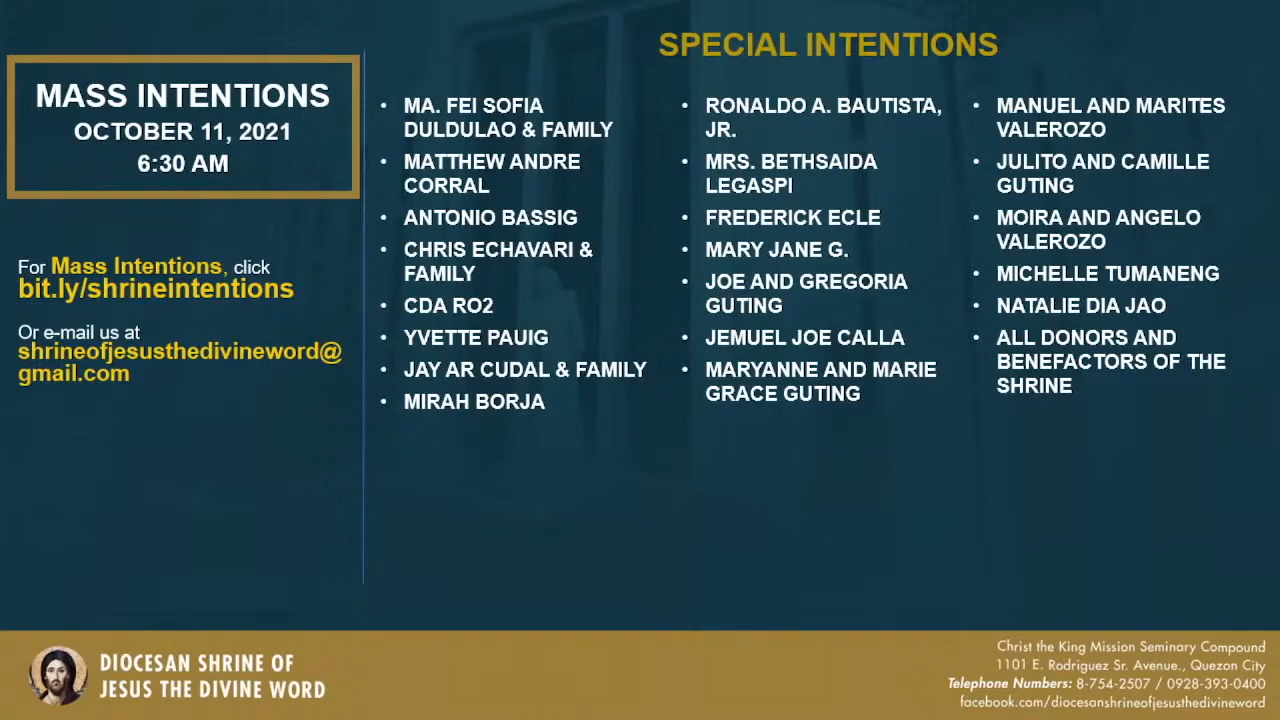 MASS INTENTIONS
OCTOBER 11, 2021
6:30 AM
For Mass Intentions, click
bit.ly/shrineintentions
Or e-mail us at
shrineofjesusthedivineword@
gmail.com
SPECIAL INTENTIONS
• MA. FEI SOFIA
DULDULAO & FAMILY
• MATTHEW ANDRE
CORRAL
• ANTONIO BASSIG
• CHRIS ECHAVARI &
FAMILY
• CDA RO2
• YVETTE PAUIG
• JAY AR CUDAL & FAMILY
• MIRAH BORJA
• RONALDO A. BAUTISTA,
JR.
• MRS. BETHSAIDA
LEGASPI
• FREDERICK ECLE
• MARY JANE G.
• JOE AND GREGORIA
GUTING
• JEMUEL JOE CALLA
• MARYANNE AND MARIE
GRACE GUTING
• MANUEL AND MARITES
VALEROZO
• JULITO AND CAMILLE
GUTING
• MOIRA AND ANGELO
VALEROZO
• MICHELLE TUMANENG
• NATALIE DIA JAO
• ALL DONORS AND
BENEFACTORS OF THE
SHRINE
DIOCESAN SHRINE OF
JESUS THE DIVINE WORD
Christ the King Mission Seminary Compound
1101 E. Rodriguez Sr. Avenue., Quezon City
Telephone Numbers: 8-754-2507 / 0928-393-0400
facebook.com/diocesanshrineofjesusthedivineword